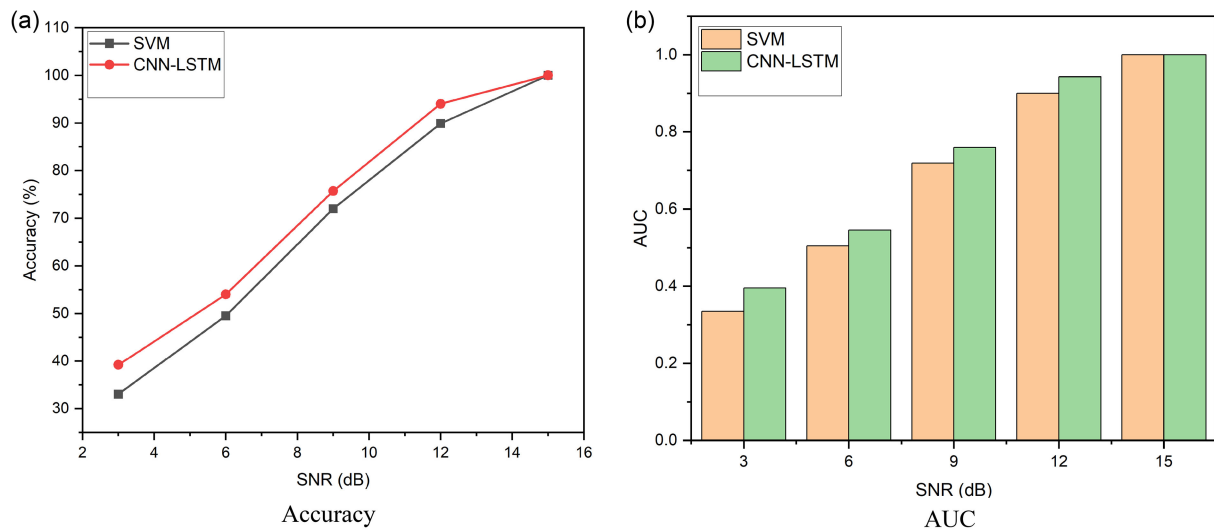 (a)
110
100
90
80
70
60
50
40
30
Accuracy (%)
SVM
CNN-LSTM
2 4 6 8 10 12 14 16
SNR (dB)
Accuracy
(b)
1.0
0.8
0.6
0.4
0.2
0.0
AUC
SVM
CNN-LSTM
3 6 9 12 15
SNR (dB)
AUC